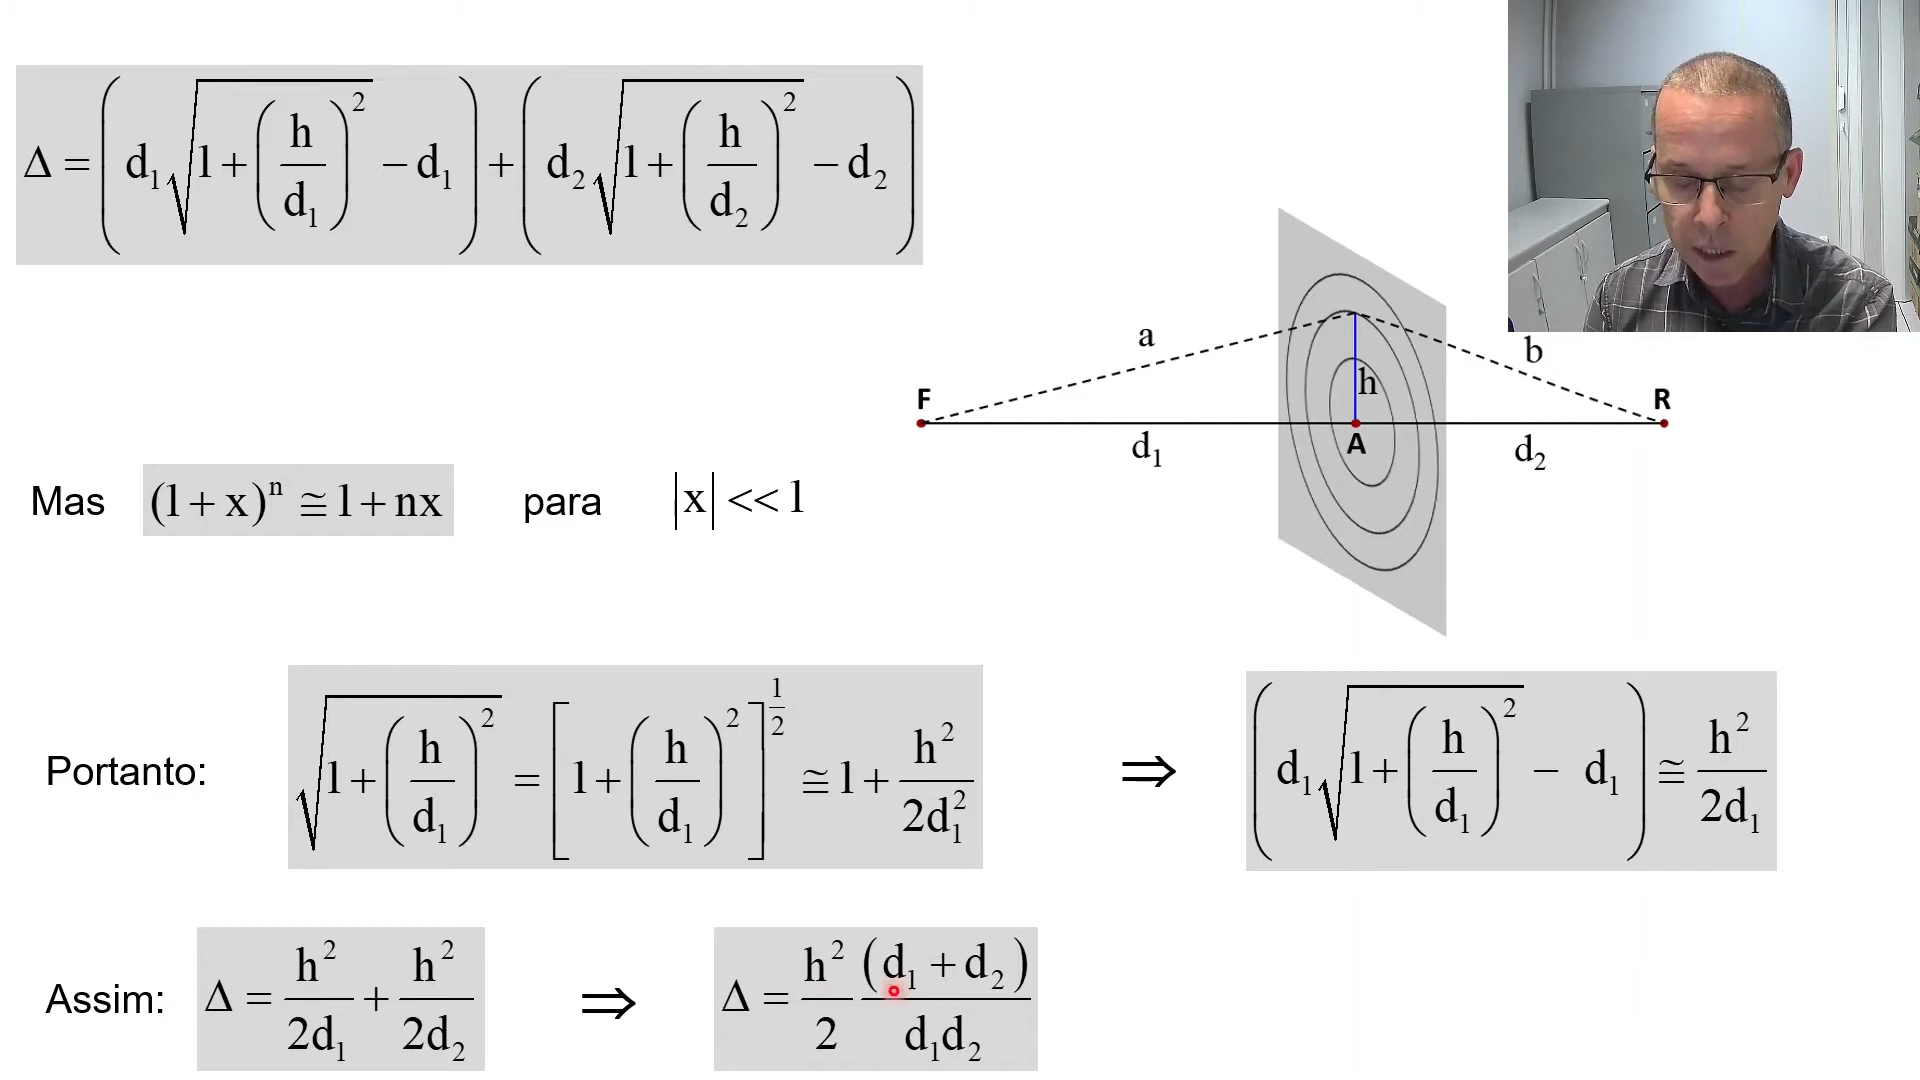 Δ = ( d₁√(1 + (h/d₁)²) − d₁ ) + ( d₂√(1 + (h/d₂)²) − d₂ )
a
b
h
F
R
A
d₁
d₂
Mas (1 + x)ⁿ ≅ 1 + nx para |x| << 1
Portanto: √(1 + (h/d₁)²) = [1 + (h/d₁)²]^(1/2) ≅ 1 + h²/2d₁² ⇒ ( d₁√(1 + (h/d₁)²) − d₁ ) ≅ h²/2d₁
Assim: Δ = h²/2d₁ + h²/2d₂ ⇒ Δ = h²/2 (d₁ + d₂)/d₁d₂